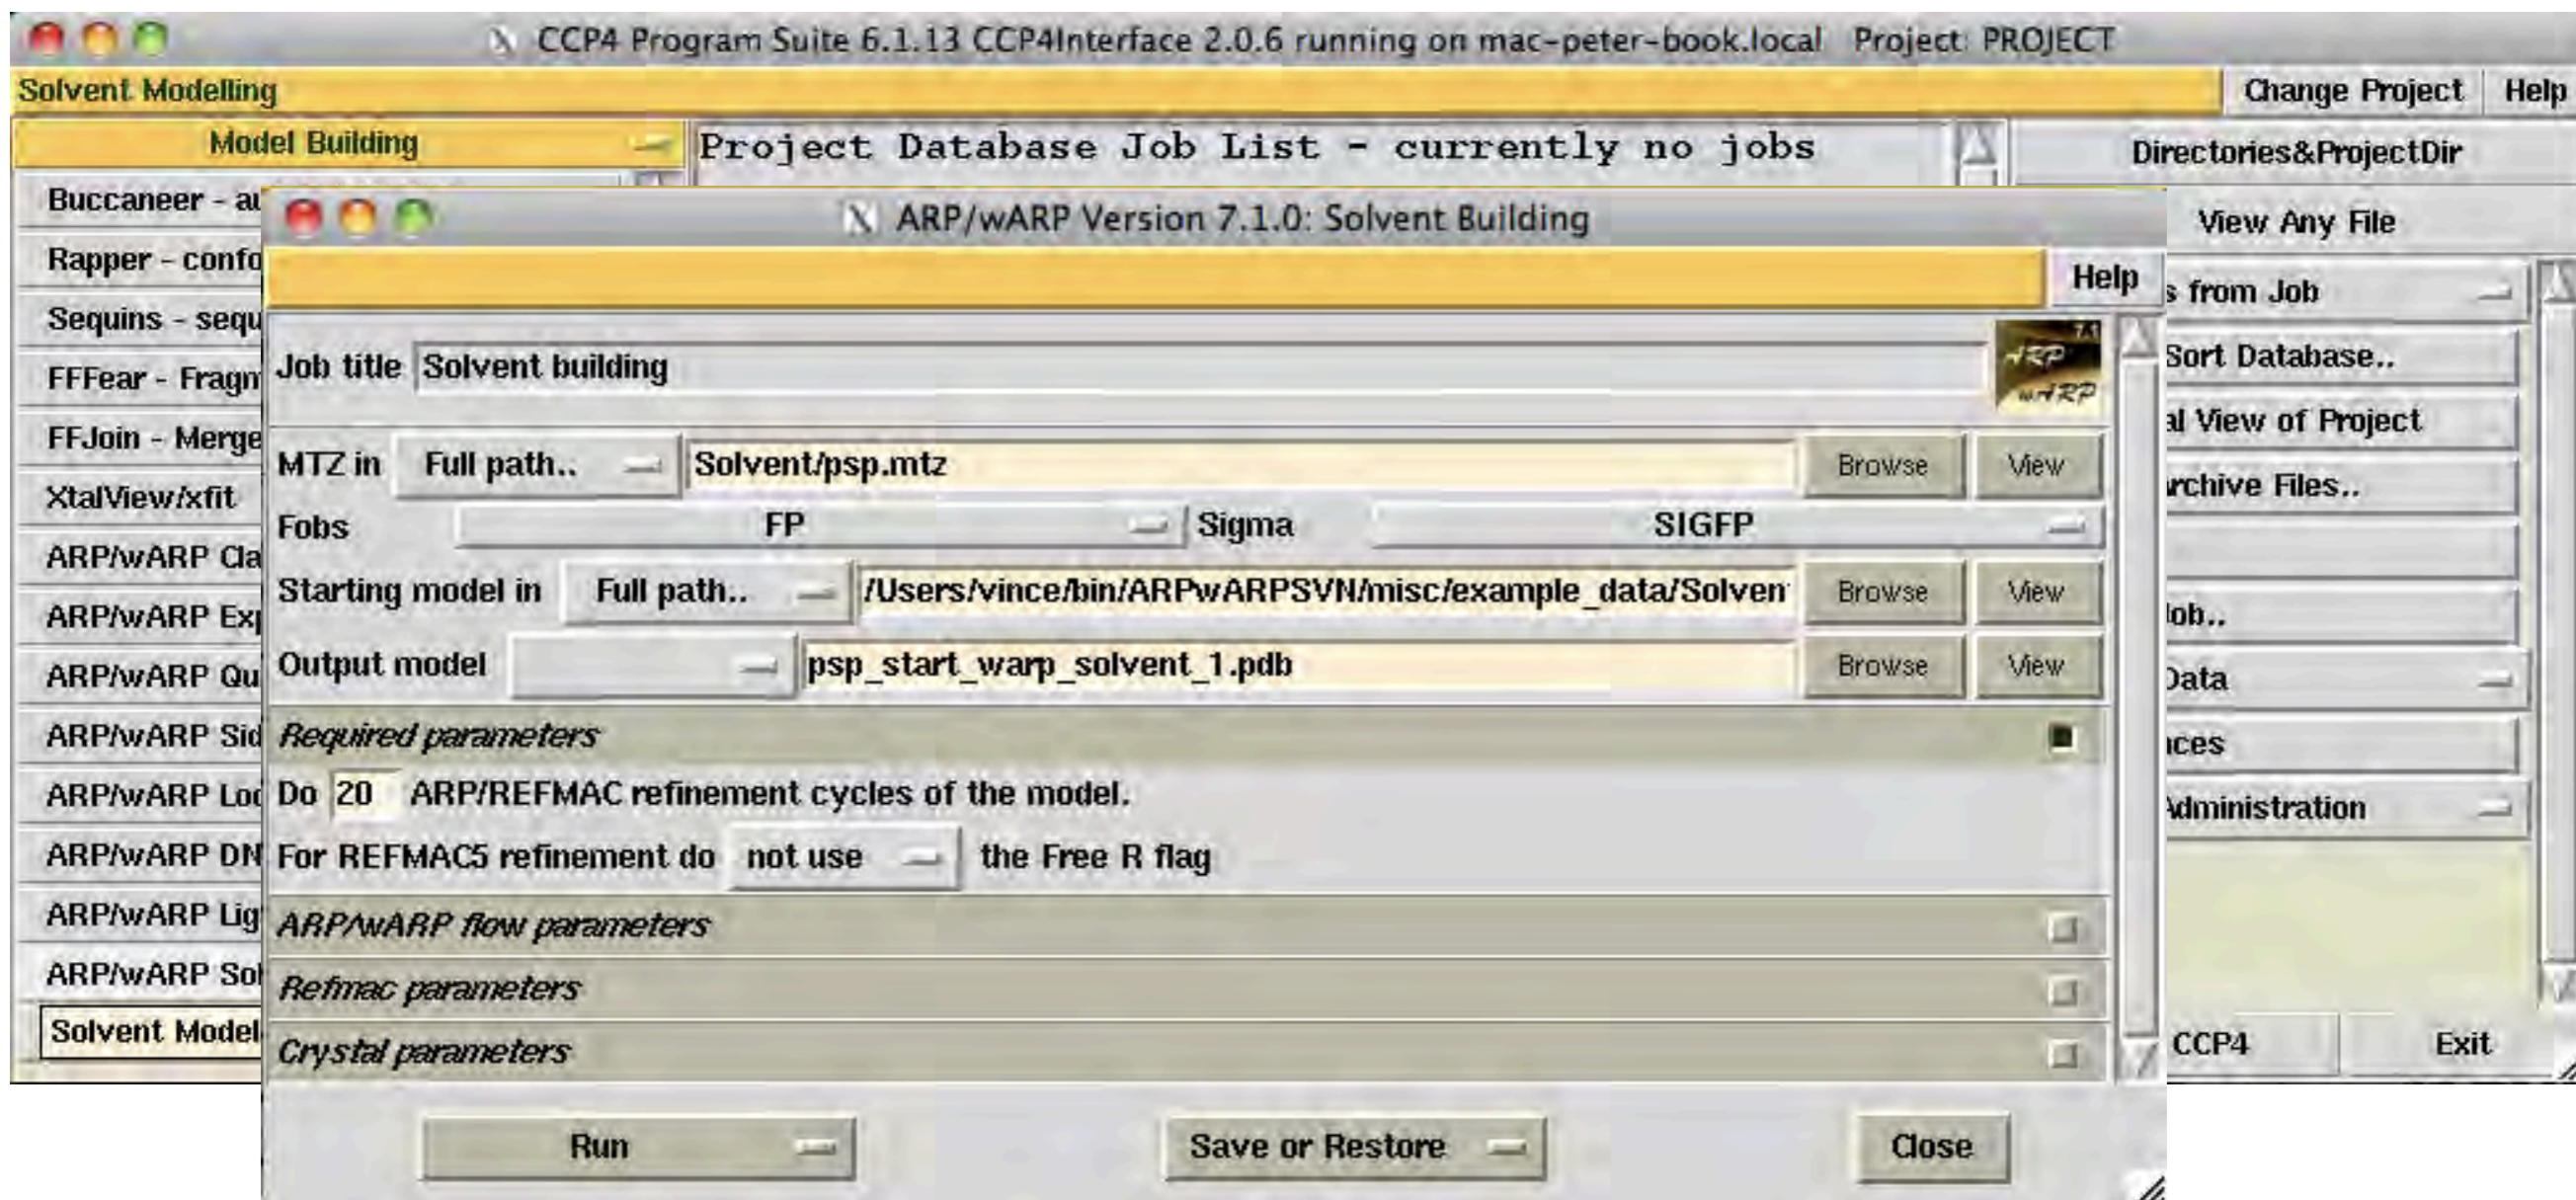 CCP4 Program Suite 6.1.13 CCP4Interface 2.0.6 running on mac-peter-book.local Project: PROJECT
Solvent Modelling Change Project Help
Model Building
Project Database Job List - currently no jobs
Directories&ProjectDir
View Any File
s from Job
Sort Database..
al View of Project
rchive Files..
Job..
Data
nces
Administration
CCP4 Exit
Buccaneer - au
Rapper - confo
Sequins - sequ
FFFear - Fragm
FFJoin - Merge
XtalView/xfit
ARP/wARP Cla
ARP/wARP Exp
ARP/wARP Qu
ARP/wARP Sid
ARP/wARP Loc
ARP/wARP DN
ARP/wARP Lig
ARP/wARP Sol
Solvent Model
ARP/wARP Version 7.1.0: Solvent Building
Help
Job title Solvent building
ARP
wARP
MTZ in Full path.. Solvent/psp.mtz Browse View
Fobs FP Sigma SIGFP
Starting model in Full path.. /Users/vince/bin/ARPwARPSVN/misc/example_data/Solven Browse View
Output model psp_start_warp_solvent_1.pdb Browse View
Required parameters
Do 20 ARP/REFMAC refinement cycles of the model.
For REFMAC5 refinement do not use the Free R flag
ARP/wARP flow parameters
Refmac parameters
Crystal parameters
Run Save or Restore Close